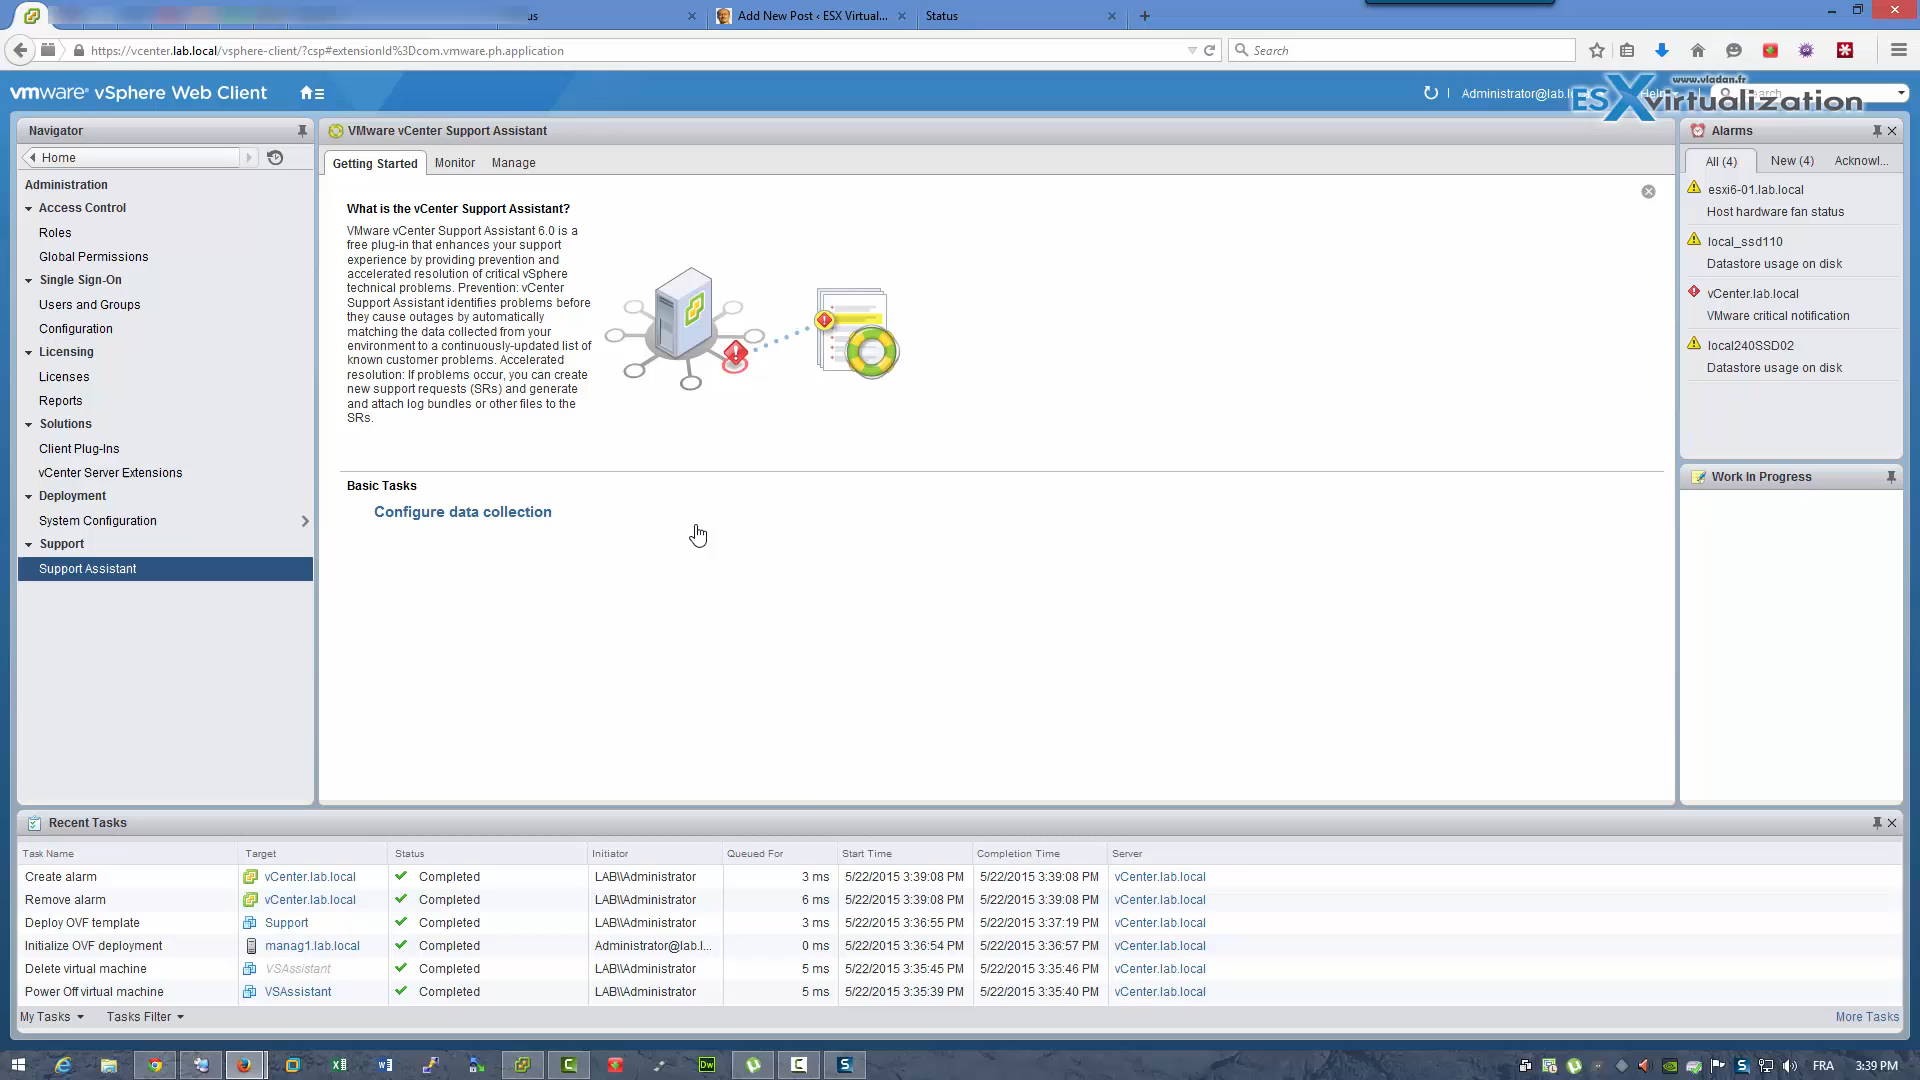 us
Add New Post ‹ ESX Virtual...
Status
https://vcenter.lab.local/vsphere-client/?csp#extensionId%3Dcom.vmware.ph.application
Search
vmware® vSphere Web Client
Administrator@lab.l
Help
Search
www.vladan.fr
ESXvirtualization
Navigator
Home
Administration
Access Control
Roles
Global Permissions
Single Sign-On
Users and Groups
Configuration
Licensing
Licenses
Reports
Solutions
Client Plug-Ins
vCenter Server Extensions
Deployment
System Configuration
Support
Support Assistant
VMware vCenter Support Assistant
Getting Started
Monitor
Manage
What is the vCenter Support Assistant?
VMware vCenter Support Assistant 6.0 is a
free plug-in that enhances your support
experience by providing prevention and
accelerated resolution of critical vSphere
technical problems. Prevention: vCenter
Support Assistant identifies problems before
they cause outages by automatically
matching the data collected from your
environment to a continuously-updated list of
known customer problems. Accelerated
resolution: If problems occur, you can create
new support requests (SRs) and generate
and attach log bundles or other files to the
SRs.
Basic Tasks
Configure data collection
Alarms
All (4)
New (4)
Acknowl...
esxi6-01.lab.local
Host hardware fan status
local_ssd110
Datastore usage on disk
vCenter.lab.local
VMware critical notification
local240SSD02
Datastore usage on disk
Work In Progress
Recent Tasks
Task Name Target Status Initiator Queued For Start Time Completion Time Server
Create alarm vCenter.lab.local Completed LAB\\Administrator 3 ms 5/22/2015 3:39:08 PM 5/22/2015 3:39:08 PM vCenter.lab.local
Remove alarm vCenter.lab.local Completed LAB\\Administrator 6 ms 5/22/2015 3:39:08 PM 5/22/2015 3:39:08 PM vCenter.lab.local
Deploy OVF template Support Completed LAB\\Administrator 3 ms 5/22/2015 3:36:55 PM 5/22/2015 3:37:19 PM vCenter.lab.local
Initialize OVF deployment manag1.lab.local Completed Administrator@lab.l... 0 ms 5/22/2015 3:36:54 PM 5/22/2015 3:36:57 PM vCenter.lab.local
Delete virtual machine VSAssistant Completed LAB\\Administrator 5 ms 5/22/2015 3:35:45 PM 5/22/2015 3:35:46 PM vCenter.lab.local
Power Off virtual machine VSAssistant Completed LAB\\Administrator 5 ms 5/22/2015 3:35:39 PM 5/22/2015 3:35:40 PM vCenter.lab.local
My Tasks
Tasks Filter
More Tasks
FRA
3:39 PM